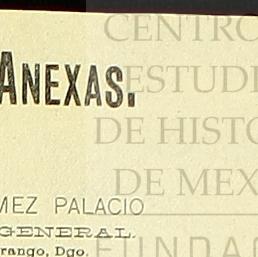 CENTRO
ESTUDI
ANEXAS.
DE HISTO
DE MEX
MEZ PALACIO
GENERAL.
rango, Dgo.
FUNDAC